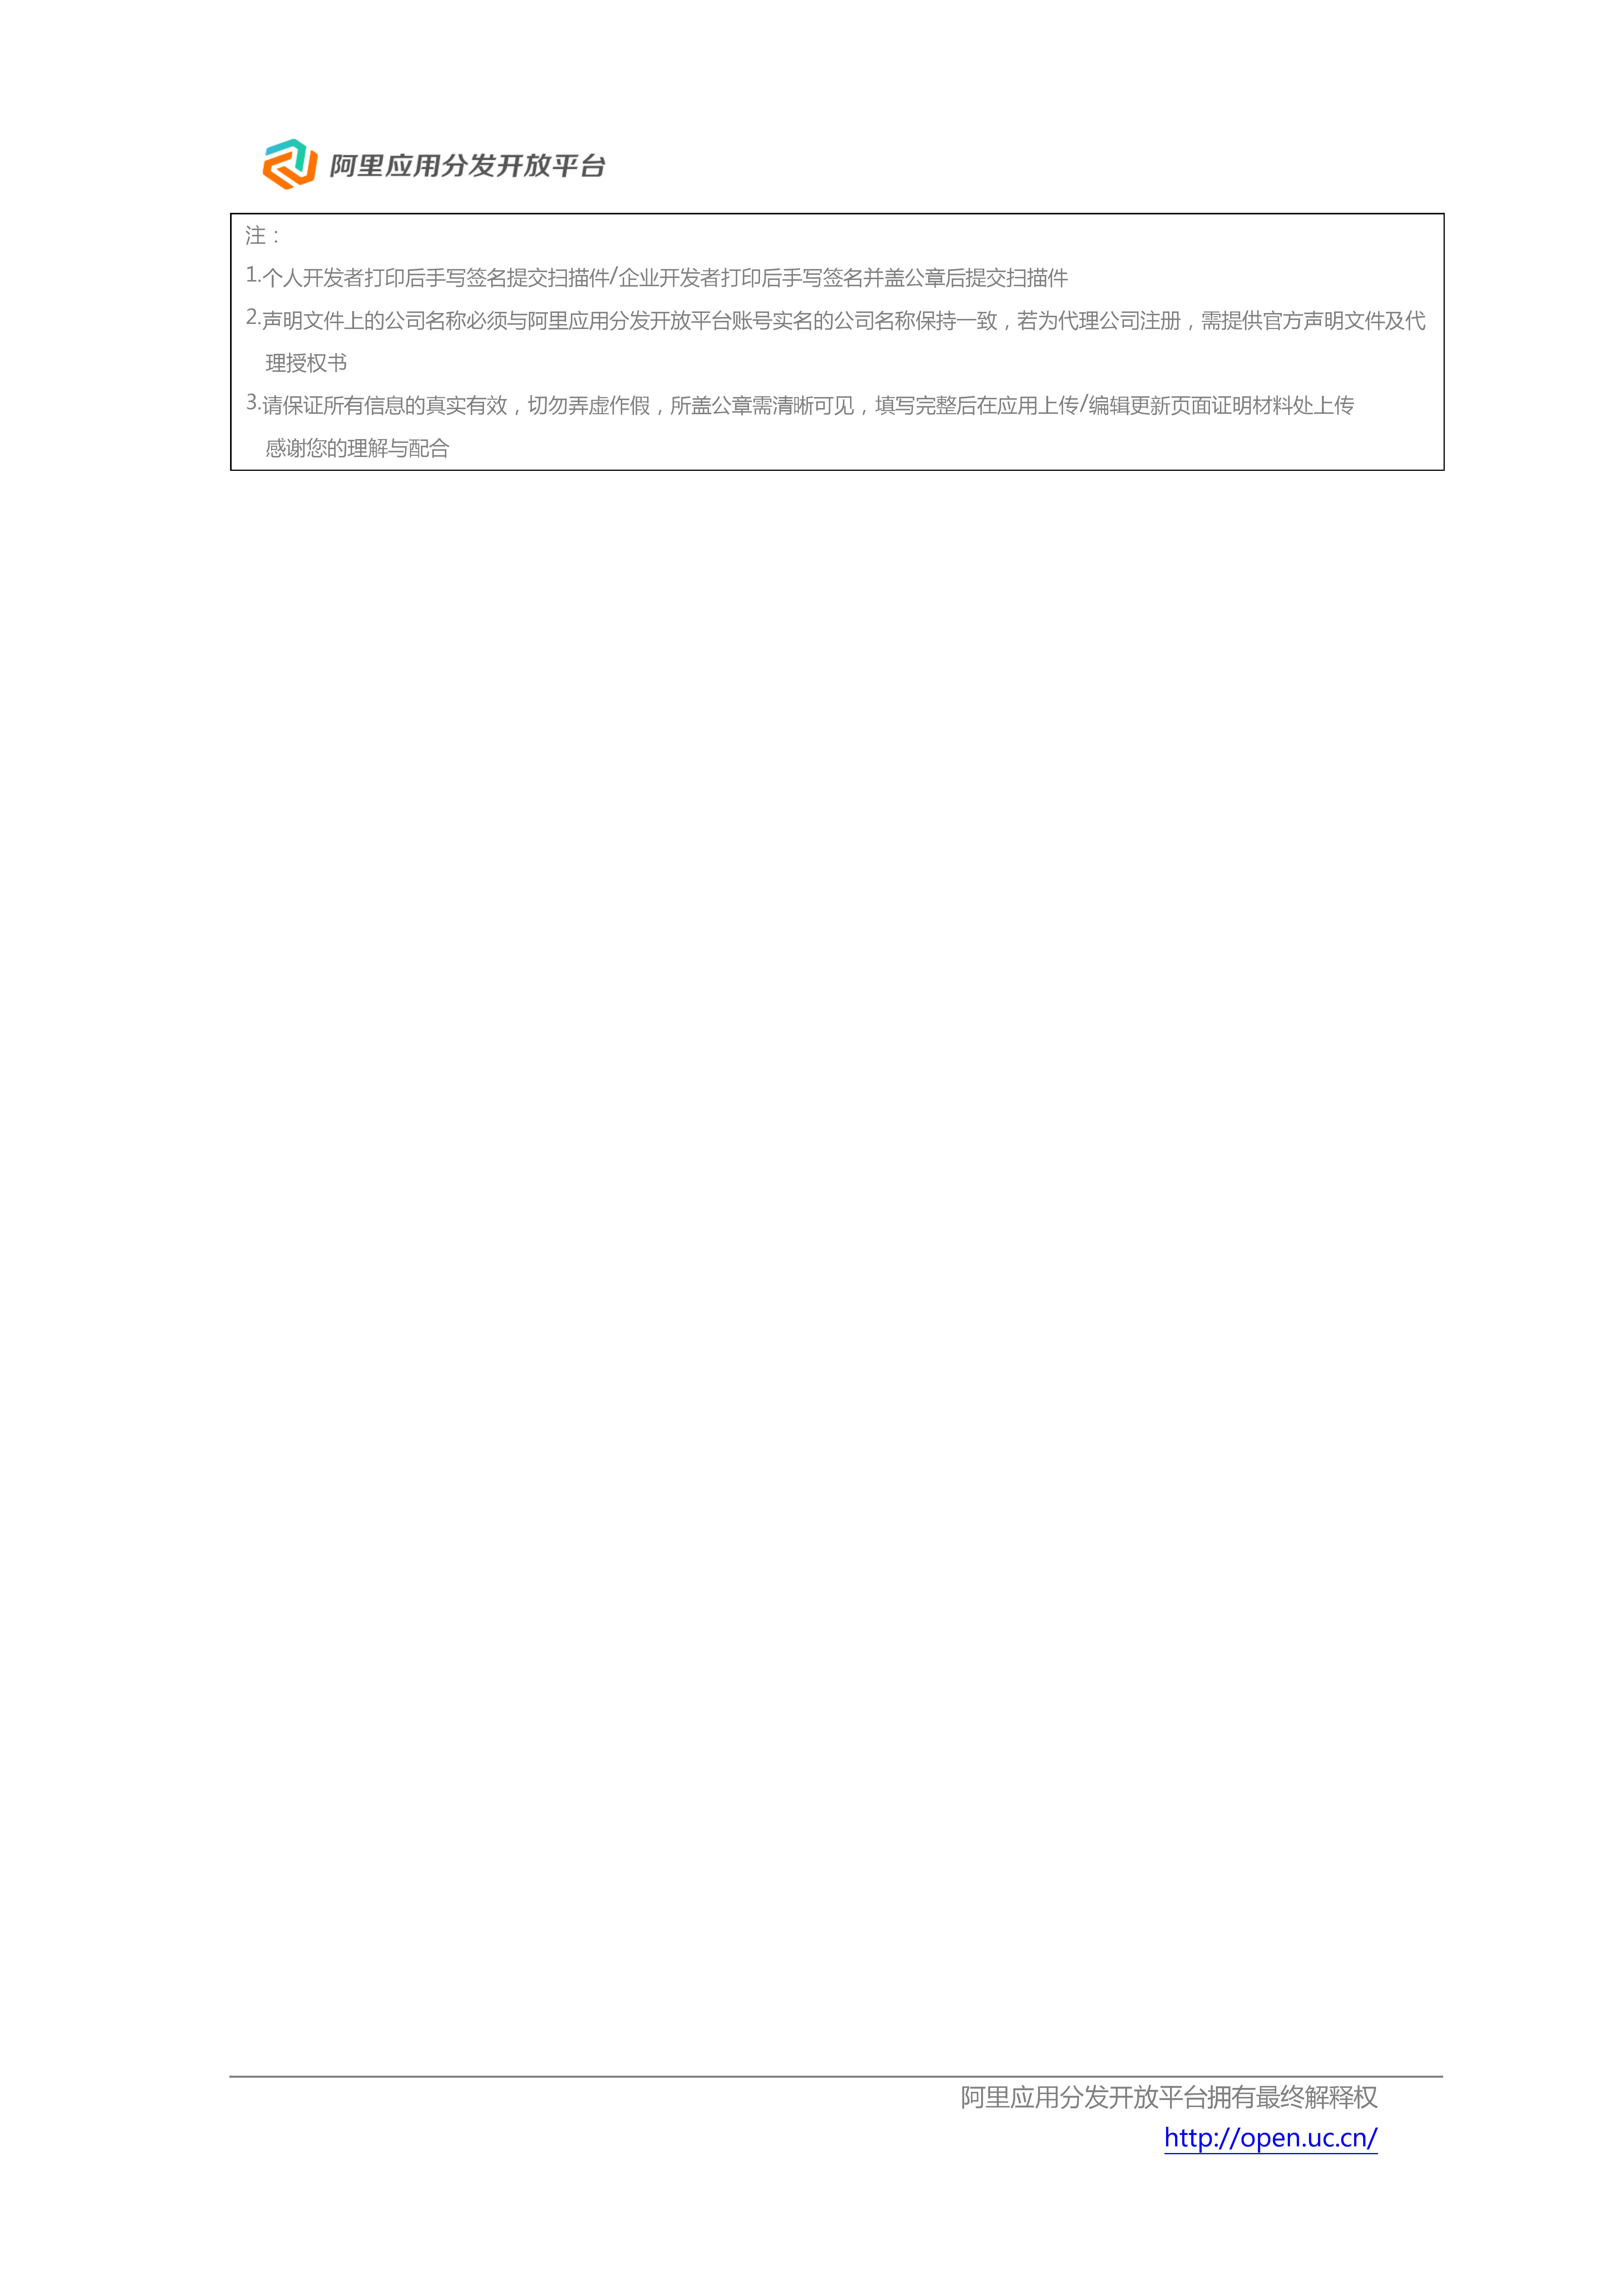 阿里应用分发开放平台
注：
1.个人开发者打印后手写签名提交扫描件/企业开发者打印后手写签名并盖公章后提交扫描件
2.声明文件上的公司名称必须与阿里应用分发开放平台账号实名的公司名称保持一致，若为代理公司注册，需提供官方声明文件及代
理授权书
3.请保证所有信息的真实有效，切勿弄虚作假，所盖公章需清晰可见，填写完整后在应用上传/编辑更新页面证明材料处上传
感谢您的理解与配合
阿里应用分发开放平台拥有最终解释权
http://open.uc.cn/